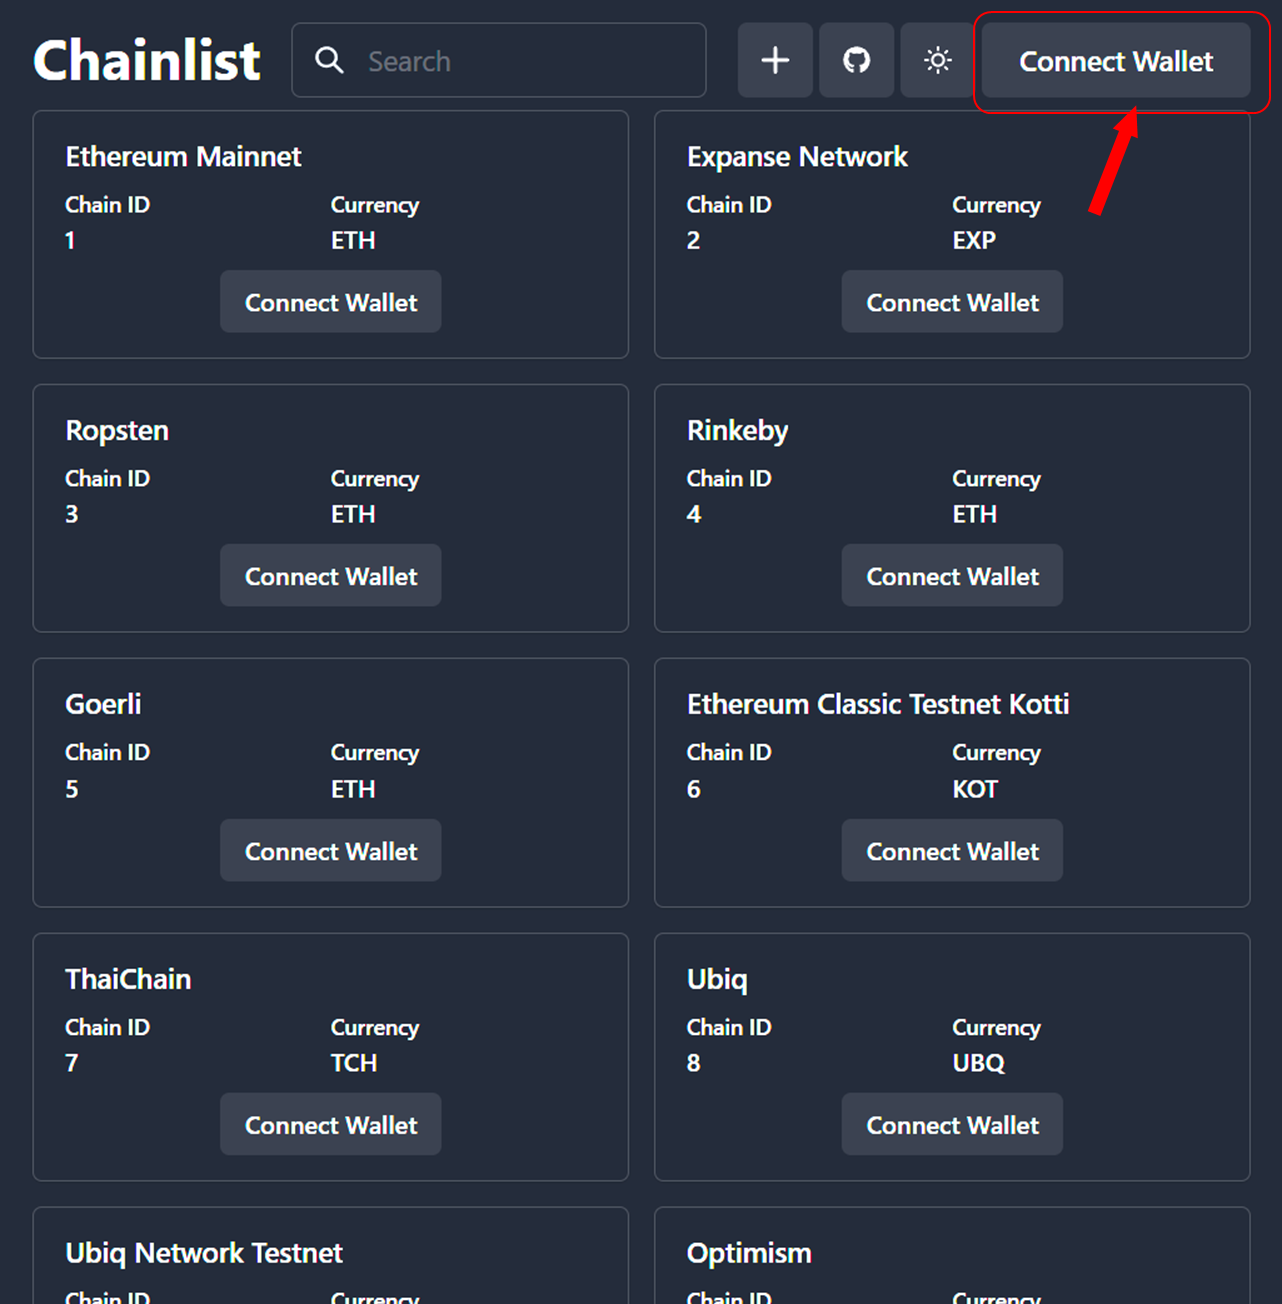 Chainlist Search Connect Wallet
Ethereum Mainnet
Chain ID Currency
1 ETH
Connect Wallet
Expanse Network
Chain ID Currency
2 EXP
Connect Wallet
Ropsten
Chain ID Currency
3 ETH
Connect Wallet
Rinkeby
Chain ID Currency
4 ETH
Connect Wallet
Goerli
Chain ID Currency
5 ETH
Connect Wallet
Ethereum Classic Testnet Kotti
Chain ID Currency
6 KOT
Connect Wallet
ThaiChain
Chain ID Currency
7 TCH
Connect Wallet
Ubiq
Chain ID Currency
8 UBQ
Connect Wallet
Ubiq Network Testnet
Chain ID Currency
Optimism
Chain ID Currency